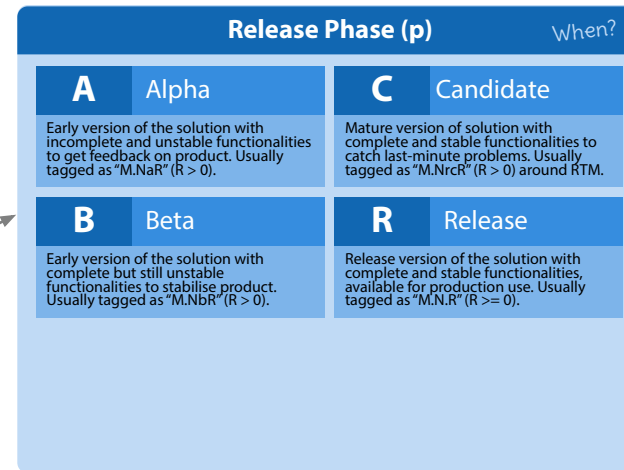 Release Phase (p)
When?
A
Alpha
Early version of the solution with
incomplete and unstable functionalities
to get feedback on product. Usually
tagged as “M.NaR” (R > 0).
C
Candidate
Mature version of solution with
complete and stable functionalities to
catch last-minute problems. Usually
tagged as “M.NrcR” (R > 0) around RTM.
B
Beta
Early version of the solution with
complete but still unstable
functionalities to stabilise product.
Usually tagged as “M.NbR” (R > 0).
R
Release
Release version of the solution with
complete and stable functionalities,
available for production use. Usually
tagged as “M.N.R” (R >= 0).